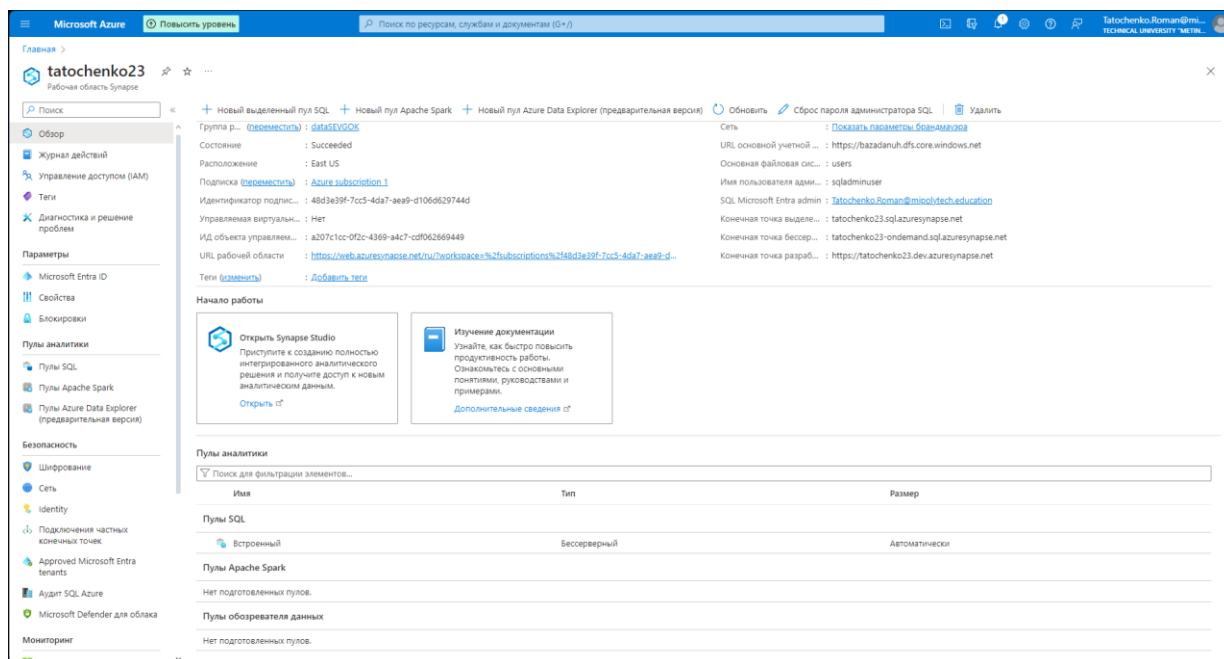 Microsoft Azure
Повысить уровень
Поиск по ресурсам, службам и документам (G+/)
Tatochenko.Roman@mi...
TECHNICAL UNIVERSITY "METIN...
Главная >
tatochenko23
Рабочая область Synapse
Поиск
Новый выделенный пул SQL
Новый пул Apache Spark
Новый пул Azure Data Explorer (предварительная версия)
Обновить
Сброс пароля администратора SQL
Удалить
Обзор
Журнал действий
Управление доступом (IAM)
Теги
Диагностика и решение
проблем
Параметры
Microsoft Entra ID
Свойства
Блокировки
Пулы аналитики
Пулы SQL
Пулы Apache Spark
Пулы Azure Data Explorer
(предварительная версия)
Безопасность
Шифрование
Сеть
Identity
Подключения частных
конечных точек
Approved Microsoft Entra
tenants
Аудит SQL Azure
Microsoft Defender для облака
Мониторинг
Группа р... (переместить) : dataSEVGOK
Состояние : Succeeded
Расположение : East US
Подписка (переместить) : Azure subscription 1
Идентификатор подпис... : 48d3e39f-7cc5-4da7-aea9-d106d629744d
Управляемая виртуальн... : Нет
ИД объекта управляем... : a207c1cc-0f2c-4369-a4c7-cdf062669449
URL рабочей области : https://web.azuresynapse.net/ru/?workspace=%2fsubscriptions%2f48d3e39f-7cc5-4da7-aea9-d...
Теги (изменить) : Добавить теги
Сеть : Показать параметры брандмауэра
URL основной учетной ... : https://bazadanuh.dfs.core.windows.net
Основная файловая сис... : users
Имя пользователя адми... : sqladminuser
SQL Microsoft Entra admin : Tatochenko.Roman@mipolytech.education
Конечная точка выделе... : tatochenko23.sql.azuresynapse.net
Конечная точка бессер... : tatochenko23-ondemand.sql.azuresynapse.net
Конечная точка разраб... : https://tatochenko23.dev.azuresynapse.net
Начало работы
Открыть Synapse Studio
Приступите к созданию полностью
интегрированного аналитического
решения и получите доступ к новым
аналитическим данным.
Открыть
Изучение документации
Узнайте, как быстро повысить
продуктивность работы.
Ознакомьтесь с основными
понятиями, руководствами и
примерами.
Дополнительные сведения
Пулы аналитики
Поиск для фильтрации элементов...
Имя Тип Размер
Пулы SQL
Встроенный Бессерверный Автоматически
Пулы Apache Spark
Нет подготовленных пулов.
Пулы обозревателя данных
Нет подготовленных пулов.